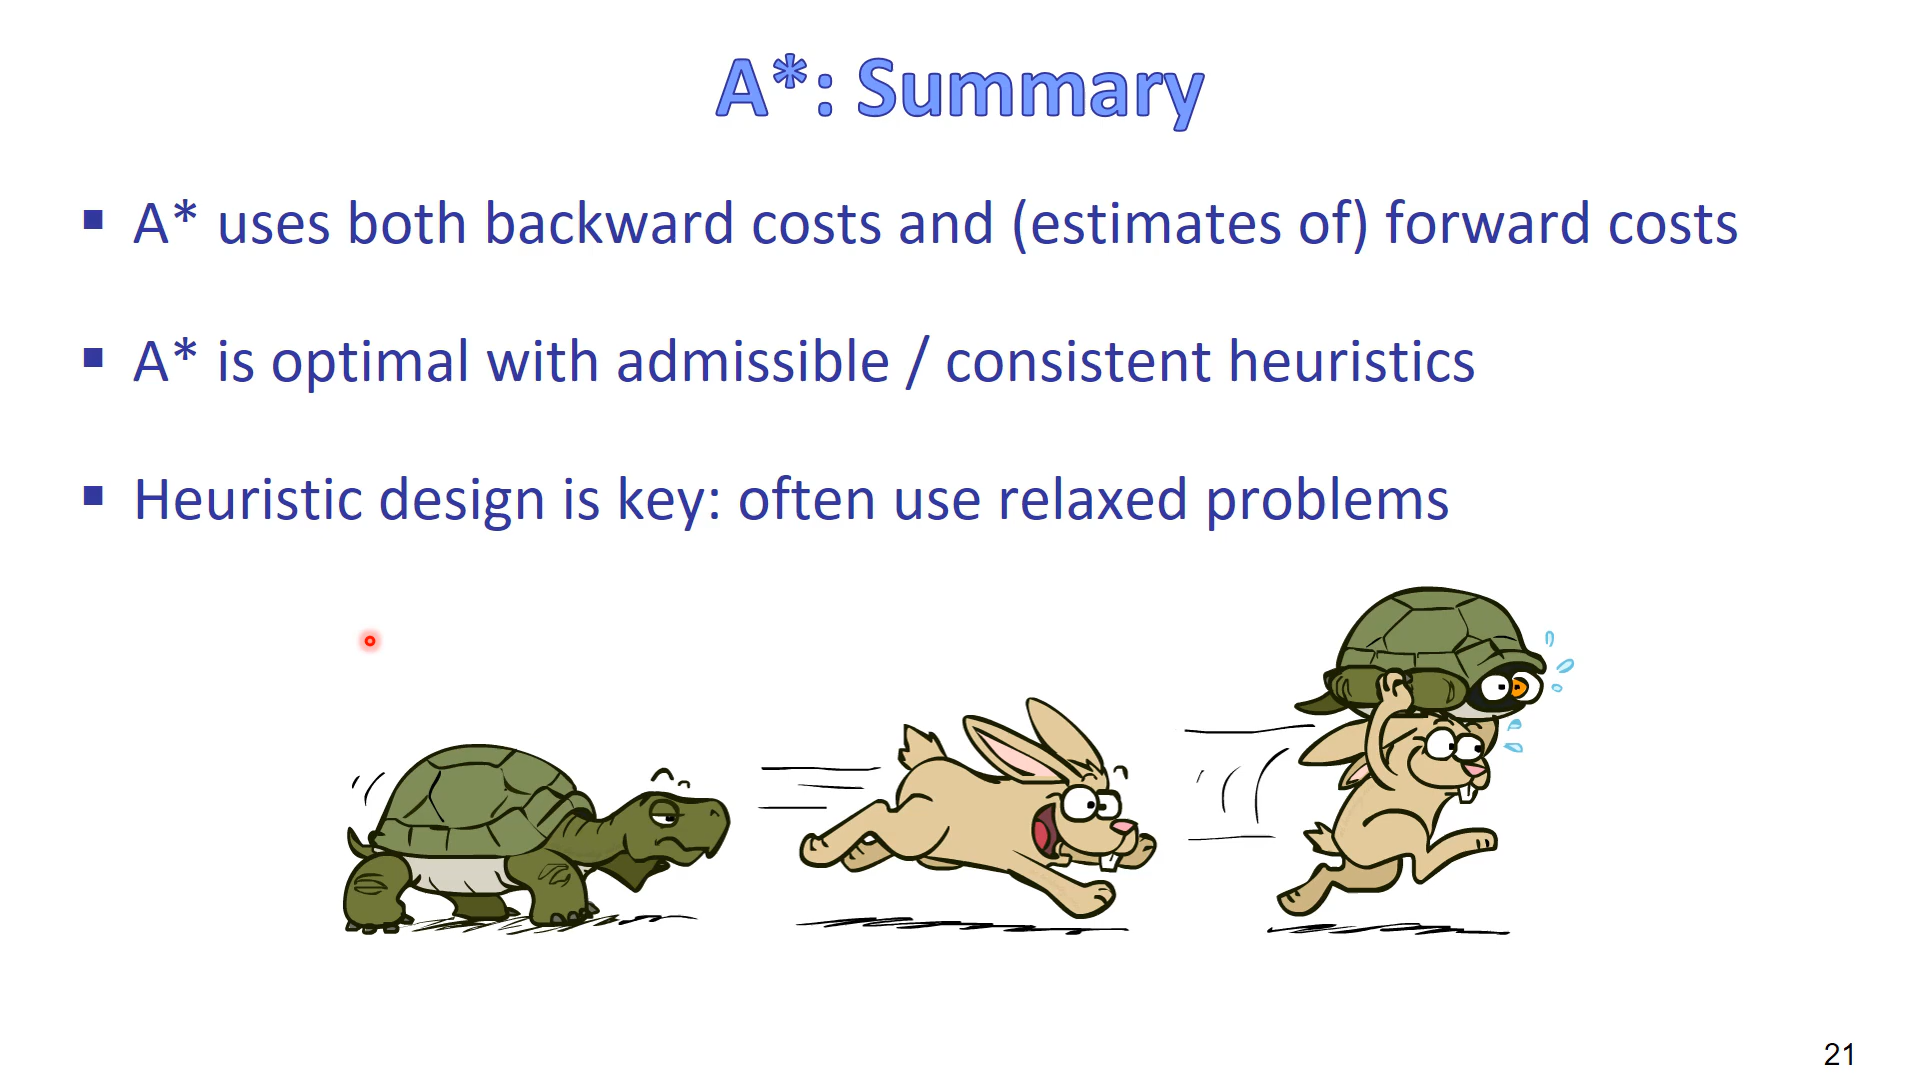 A*: Summary
▪ A* uses both backward costs and (estimates of) forward costs
▪ A* is optimal with admissible / consistent heuristics
▪ Heuristic design is key: often use relaxed problems
21